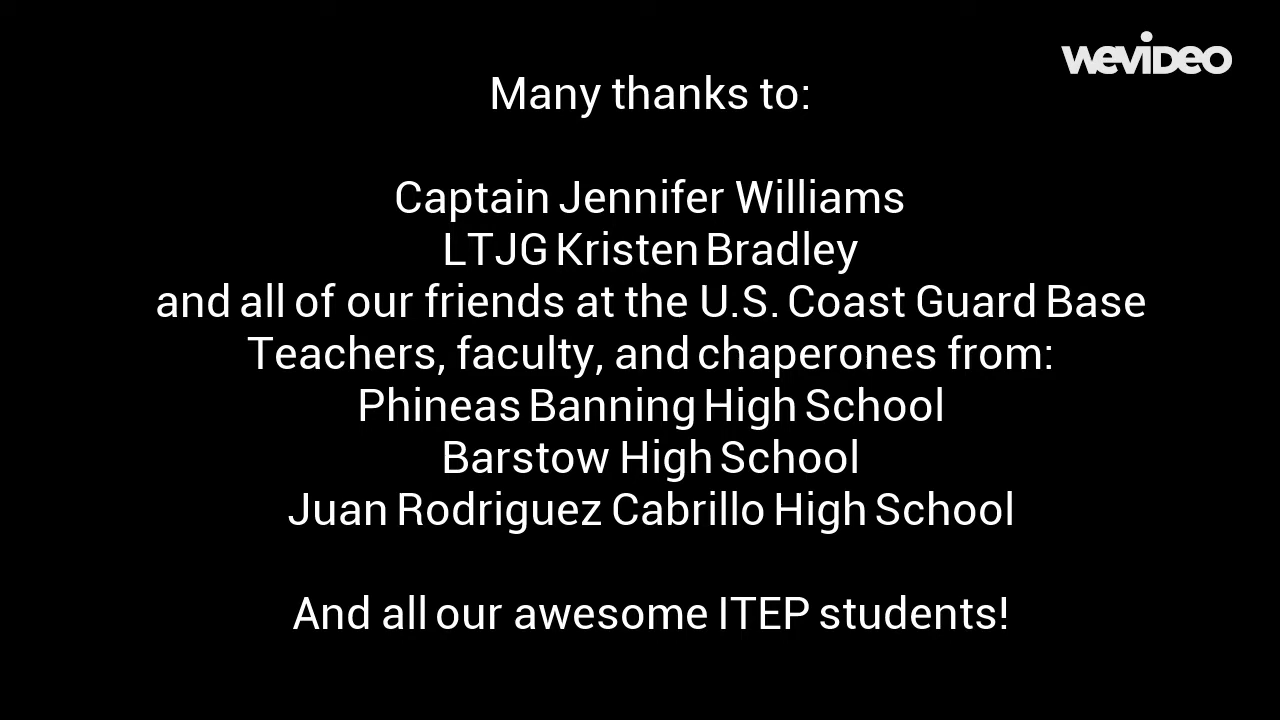 WeVideo
Many thanks to:
Captain Jennifer Williams
LTJG Kristen Bradley
and all of our friends at the U.S. Coast Guard Base
Teachers, faculty, and chaperones from:
Phineas Banning High School
Barstow High School
Juan Rodriguez Cabrillo High School
And all our awesome ITEP students!